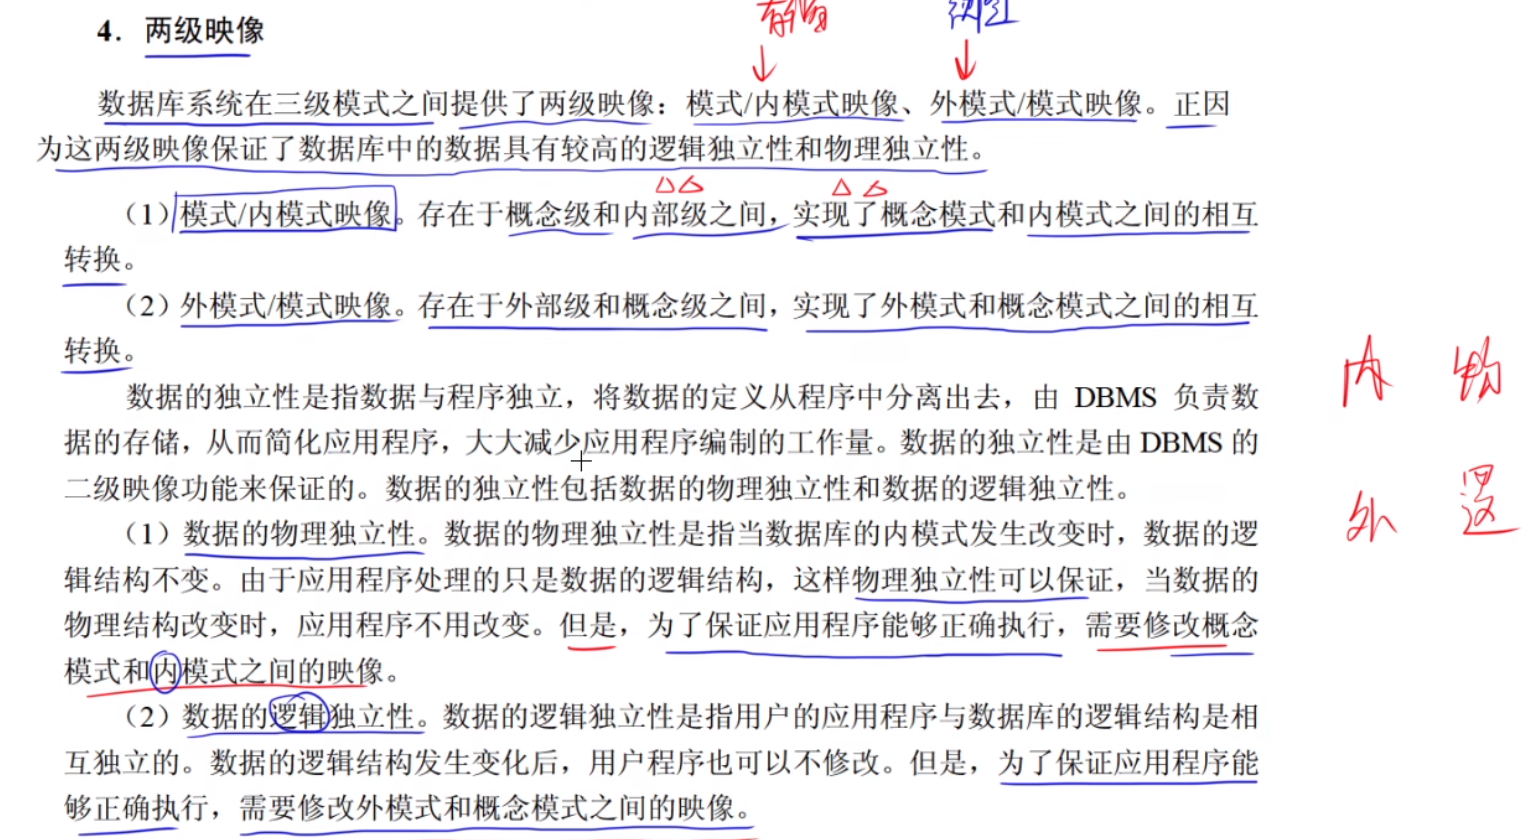 4．两级映像
数据库系统在三级模式之间提供了两级映像：模式/内模式映像、外模式/模式映像。正因
为这两级映像保证了数据库中的数据具有较高的逻辑独立性和物理独立性。
（1）模式/内模式映像。存在于概念级和内部级之间，实现了概念模式和内模式之间的相互
转换。
（2）外模式/模式映像。存在于外部级和概念级之间，实现了外模式和概念模式之间的相互
转换。
数据的独立性是指数据与程序独立，将数据的定义从程序中分离出去，由 DBMS 负责数
据的存储，从而简化应用程序，大大减少应用程序编制的工作量。数据的独立性是由 DBMS 的
二级映像功能来保证的。数据的独立性包括数据的物理独立性和数据的逻辑独立性。
（1）数据的物理独立性。数据的物理独立性是指当数据库的内模式发生改变时，数据的逻
辑结构不变。由于应用程序处理的只是数据的逻辑结构，这样物理独立性可以保证，当数据的
物理结构改变时，应用程序不用改变。但是，为了保证应用程序能够正确执行，需要修改概念
模式和内模式之间的映像。
（2）数据的逻辑独立性。数据的逻辑独立性是指用户的应用程序与数据库的逻辑结构是相
互独立的。数据的逻辑结构发生变化后，用户程序也可以不修改。但是，为了保证应用程序能
够正确执行，需要修改外模式和概念模式之间的映像。
内 物
外 逻